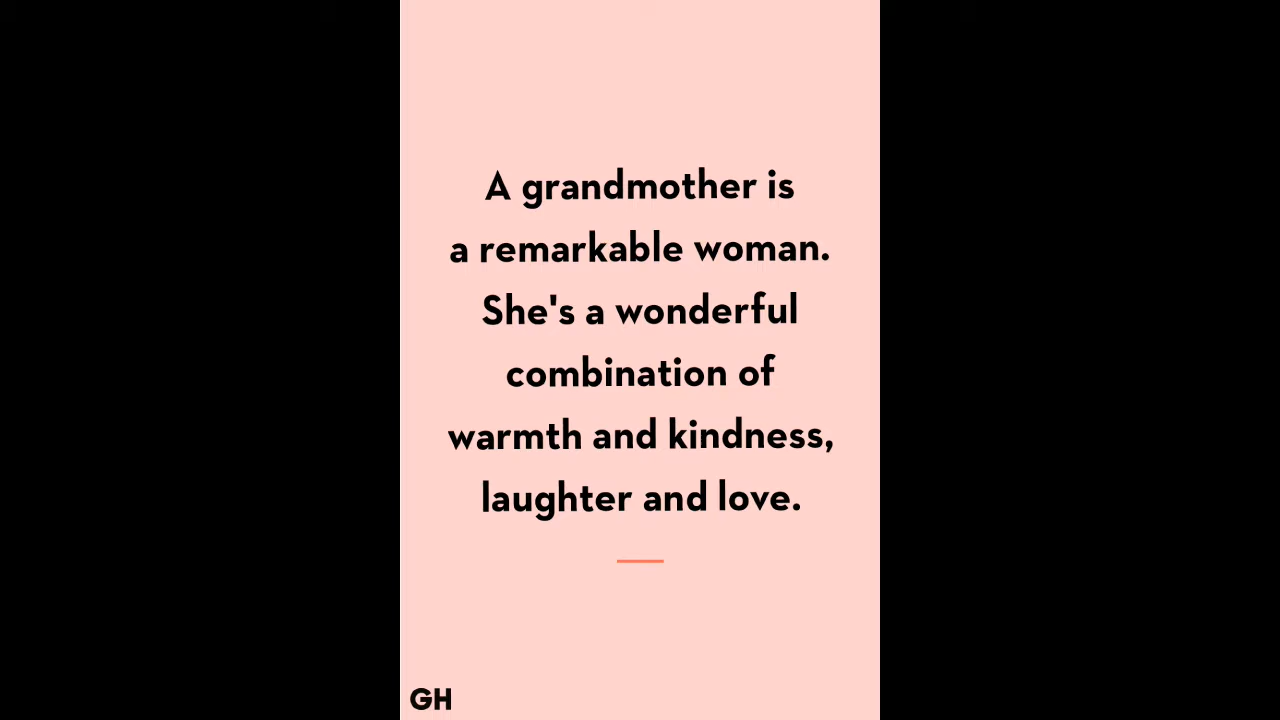 A grandmother is
a remarkable woman.
She's a wonderful
combination of
warmth and kindness,
laughter and love.
GH